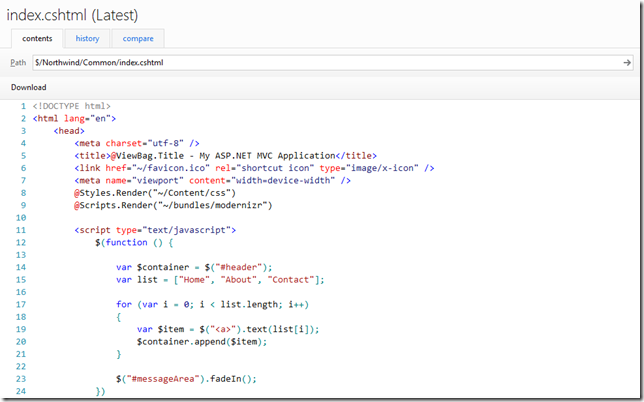 index.cshtml (Latest)
contents history compare
Path $/Northwind/Common/index.cshtml
Download
1 <!DOCTYPE html>
2 <html lang="en">
3 <head>
4 <meta charset="utf-8" />
5 <title>@ViewBag.Title - My ASP.NET MVC Application</title>
6 <link href="~/favicon.ico" rel="shortcut icon" type="image/x-icon" />
7 <meta name="viewport" content="width=device-width" />
8 @Styles.Render("~/Content/css")
9 @Scripts.Render("~/bundles/modernizr")
10
11 <script type="text/javascript">
12 $(function () {
13
14 var $container = $("#header");
15 var list = ["Home", "About", "Contact"];
16
17 for (var i = 0; i < list.length; i++)
18 {
19 var $item = $("<a>").text(list[i]);
20 $container.append($item);
21 }
22
23 $("#messageArea").fadeIn();
24 })